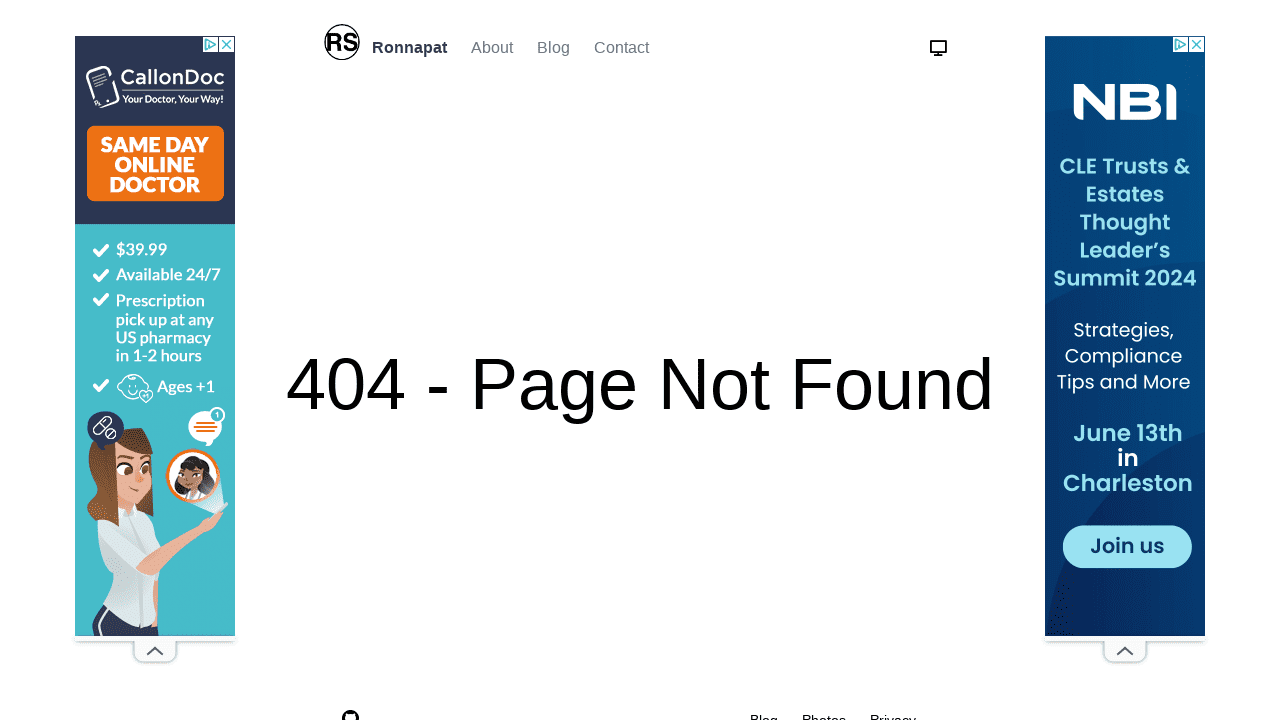 RS
Ronnapat About Blog Contact
CallonDoc
Your Doctor, Your Way!
SAME DAY
ONLINE
DOCTOR
$39.99
Available 24/7
Prescription
pick up at any
US pharmacy
in 1-2 hours
Ages +1
1
404 - Page Not Found
NBI
CLE Trusts &
Estates
Thought
Leader's
Summit 2024
Strategies,
Compliance
Tips and More
June 13th
in
Charleston
Join us
Blog Photos Privacy